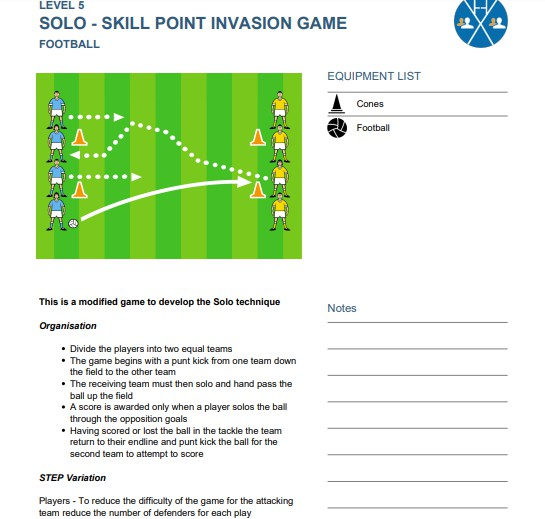 LEVEL 5
SOLO - SKILL POINT INVASION GAME
FOOTBALL
EQUIPMENT LIST
Cones
Football
This is a modified game to develop the Solo technique
Organisation
• Divide the players into two equal teams
• The game begins with a punt kick from one team down
the field to the other team
• The receiving team must then solo and hand pass the
ball up the field
• A score is awarded only when a player solos the ball
through the opposition goals
• Having scored or lost the ball in the tackle the team
return to their endline and punt kick the ball for the
second team to attempt to score
STEP Variation
Players - To reduce the difficulty of the game for the attacking
team reduce the number of defenders for each play
Notes